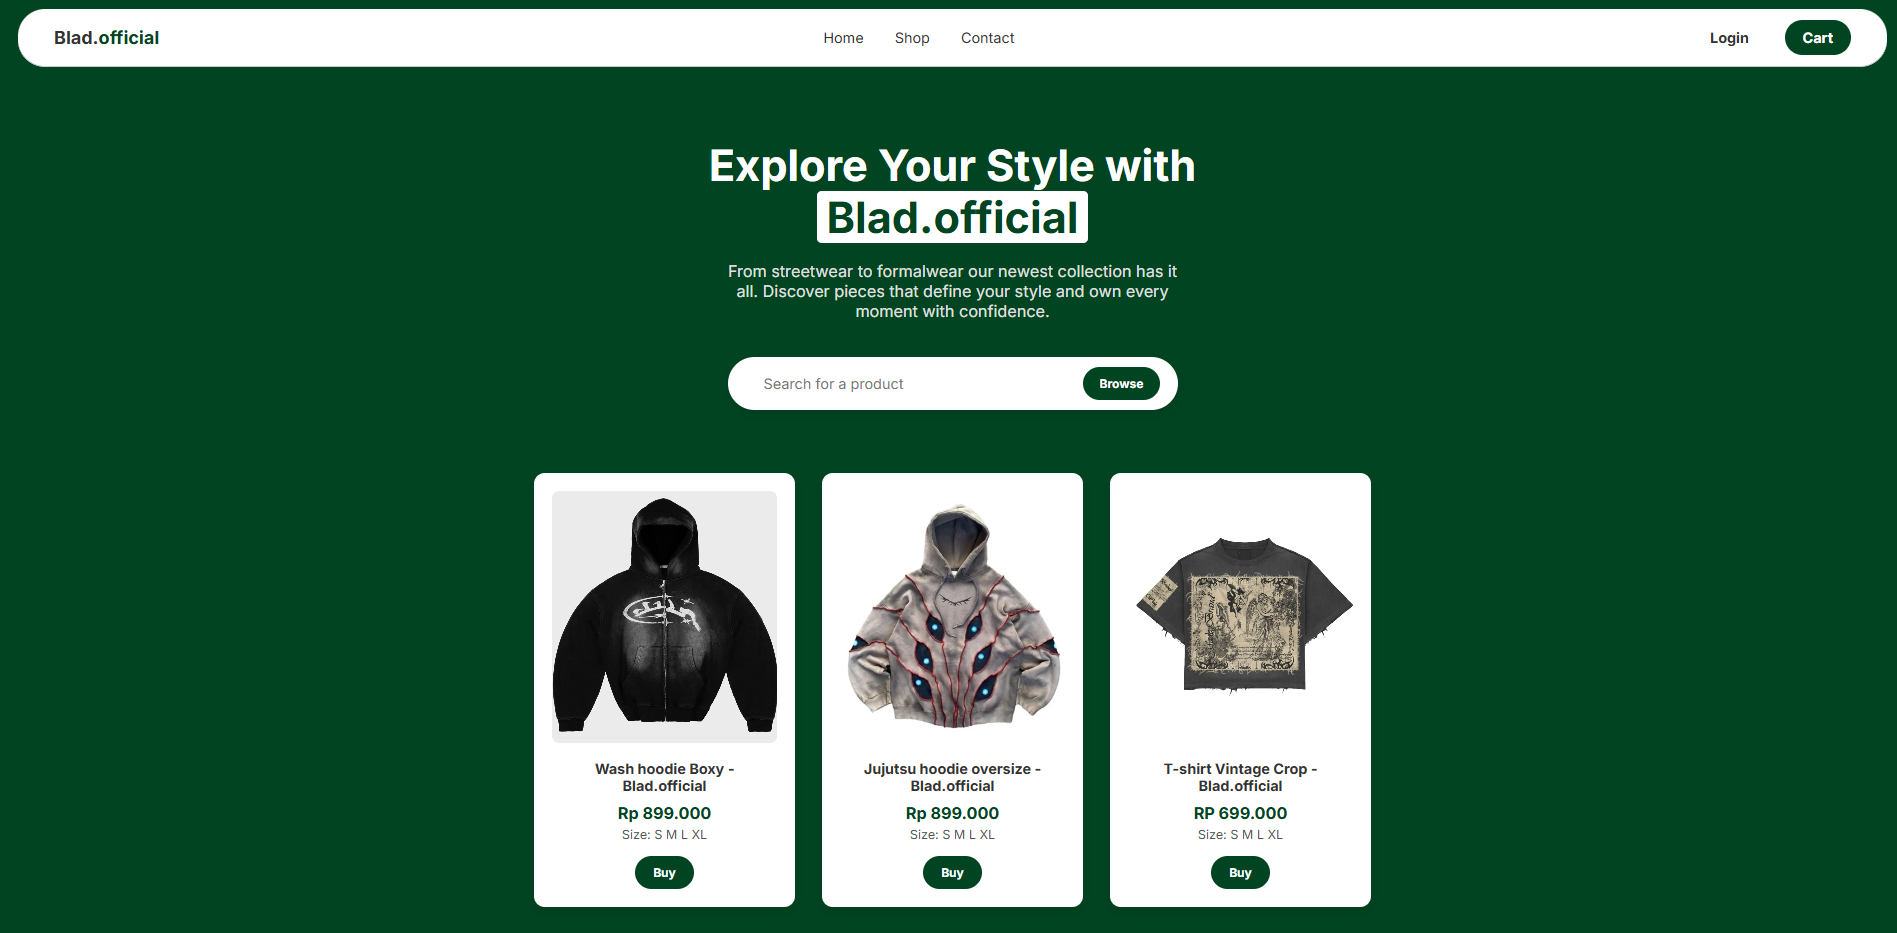 Blad.official
Home Shop Contact
Login Cart
Explore Your Style with
Blad.official
From streetwear to formalwear our newest collection has it
all. Discover pieces that define your style and own every
moment with confidence.
Search for a product Browse
Wash hoodie Boxy -
Blad.official
Rp 899.000
Size: S M L XL
Buy
Jujutsu hoodie oversize -
Blad.official
Rp 899.000
Size: S M L XL
Buy
T-shirt Vintage Crop -
Blad.official
RP 699.000
Size: S M L XL
Buy